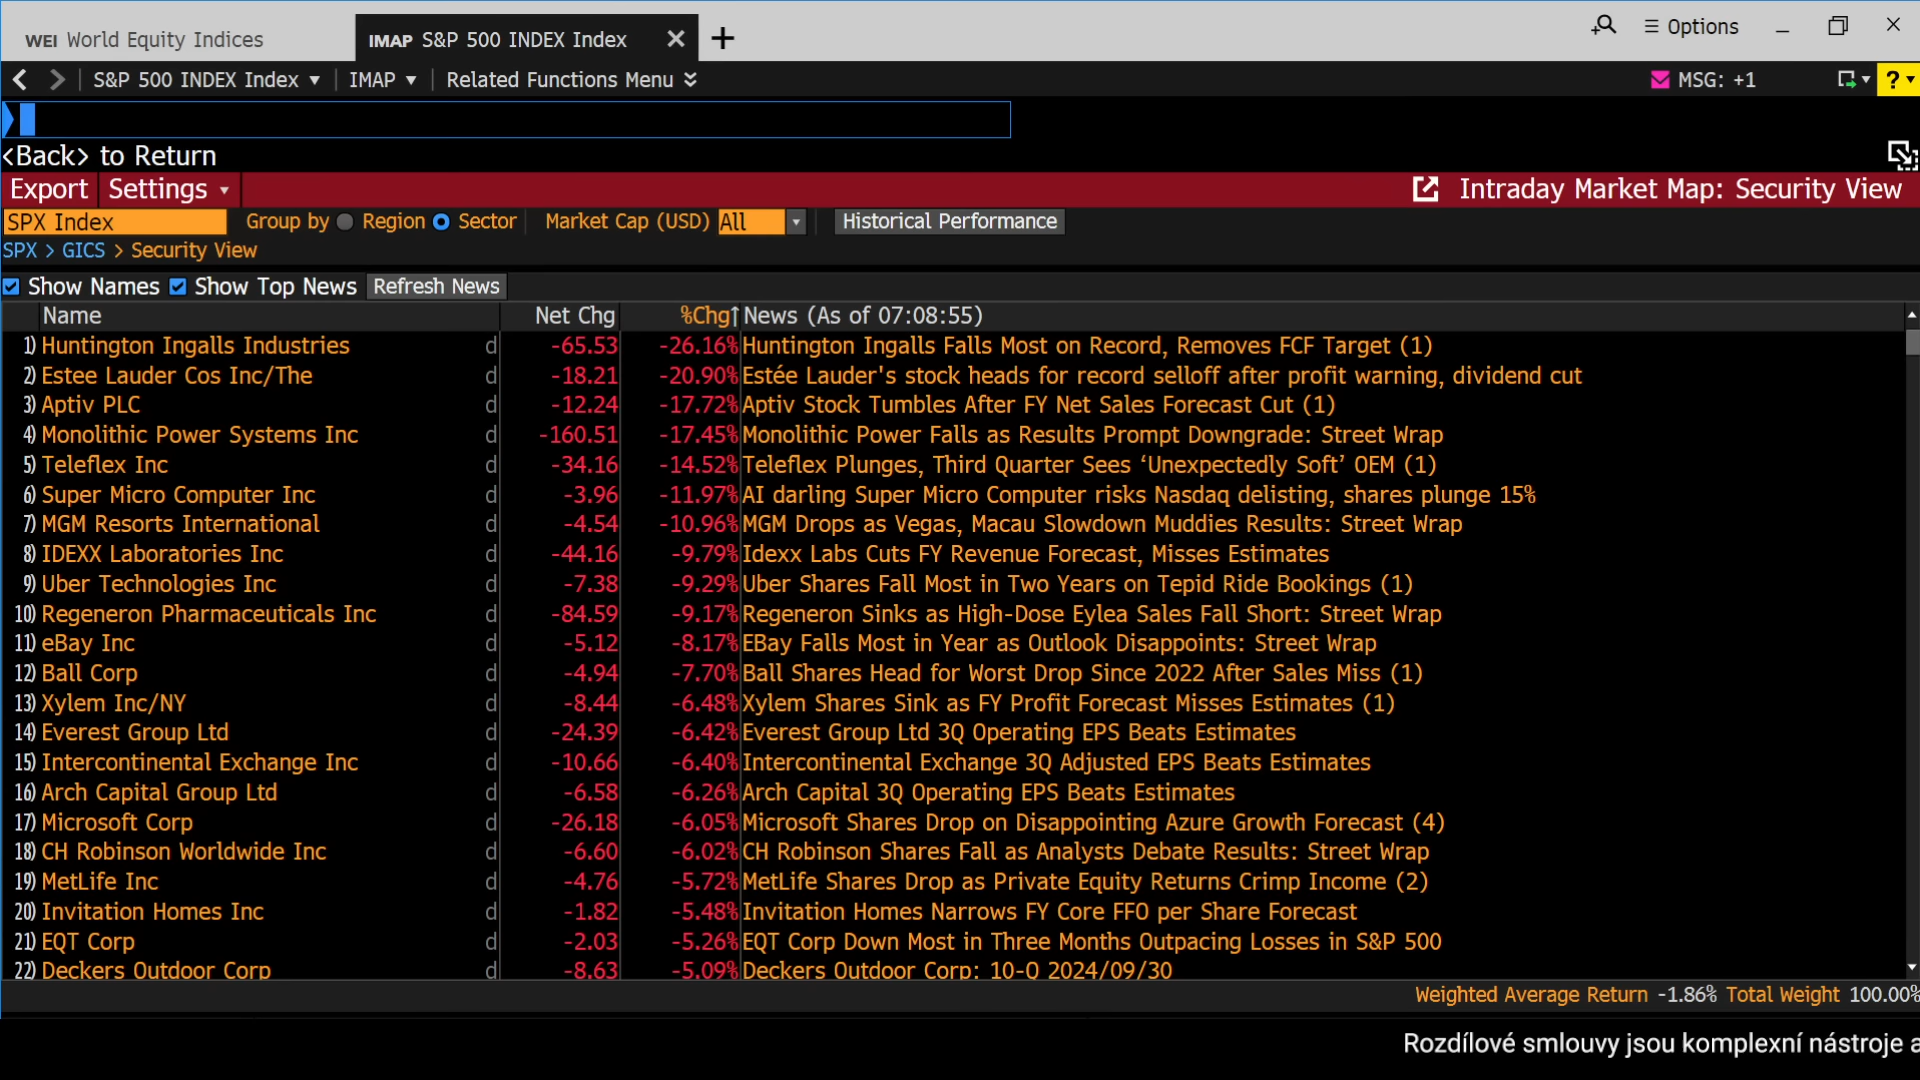 WEI World Equity Indices
IMAP S&P 500 INDEX Index
Options
S&P 500 INDEX Index
IMAP
Related Functions Menu
MSG: +1
?
<Back> to Return
Export Settings
Intraday Market Map: Security View
SPX Index Group by Region Sector Market Cap (USD) All Historical Performance
SPX > GICS > Security View
Show Names Show Top News Refresh News
Name Net Chg %Chg↑ News (As of 07:08:55)
1) Huntington Ingalls Industries d -65.53 -26.16% Huntington Ingalls Falls Most on Record, Removes FCF Target (1)
2) Estee Lauder Cos Inc/The d -18.21 -20.90% Estée Lauder's stock heads for record selloff after profit warning, dividend cut
3) Aptiv PLC d -12.24 -17.72% Aptiv Stock Tumbles After FY Net Sales Forecast Cut (1)
4) Monolithic Power Systems Inc d -160.51 -17.45% Monolithic Power Falls as Results Prompt Downgrade: Street Wrap
5) Teleflex Inc d -34.16 -14.52% Teleflex Plunges, Third Quarter Sees ‘Unexpectedly Soft’ OEM (1)
6) Super Micro Computer Inc d -3.96 -11.97% AI darling Super Micro Computer risks Nasdaq delisting, shares plunge 15%
7) MGM Resorts International d -4.54 -10.96% MGM Drops as Vegas, Macau Slowdown Muddies Results: Street Wrap
8) IDEXX Laboratories Inc d -44.16 -9.79% Idexx Labs Cuts FY Revenue Forecast, Misses Estimates
9) Uber Technologies Inc d -7.38 -9.29% Uber Shares Fall Most in Two Years on Tepid Ride Bookings (1)
10) Regeneron Pharmaceuticals Inc d -84.59 -9.17% Regeneron Sinks as High-Dose Eylea Sales Fall Short: Street Wrap
11) eBay Inc d -5.12 -8.17% EBay Falls Most in Year as Outlook Disappoints: Street Wrap
12) Ball Corp d -4.94 -7.70% Ball Shares Head for Worst Drop Since 2022 After Sales Miss (1)
13) Xylem Inc/NY d -8.44 -6.48% Xylem Shares Sink as FY Profit Forecast Misses Estimates (1)
14) Everest Group Ltd d -24.39 -6.42% Everest Group Ltd 3Q Operating EPS Beats Estimates
15) Intercontinental Exchange Inc d -10.66 -6.40% Intercontinental Exchange 3Q Adjusted EPS Beats Estimates
16) Arch Capital Group Ltd d -6.58 -6.26% Arch Capital 3Q Operating EPS Beats Estimates
17) Microsoft Corp d -26.18 -6.05% Microsoft Shares Drop on Disappointing Azure Growth Forecast (4)
18) CH Robinson Worldwide Inc d -6.60 -6.02% CH Robinson Shares Fall as Analysts Debate Results: Street Wrap
19) MetLife Inc d -4.76 -5.72% MetLife Shares Drop as Private Equity Returns Crimp Income (2)
20) Invitation Homes Inc d -1.82 -5.48% Invitation Homes Narrows FY Core FFO per Share Forecast
21) EQT Corp d -2.03 -5.26% EQT Corp Down Most in Three Months Outpacing Losses in S&P 500
22) Deckers Outdoor Corp d -8.63 -5.09% Deckers Outdoor Corp: 10-Q 2024/09/30
Weighted Average Return -1.86% Total Weight 100.00%
Rozdílové smlouvy jsou komplexní nástroje a